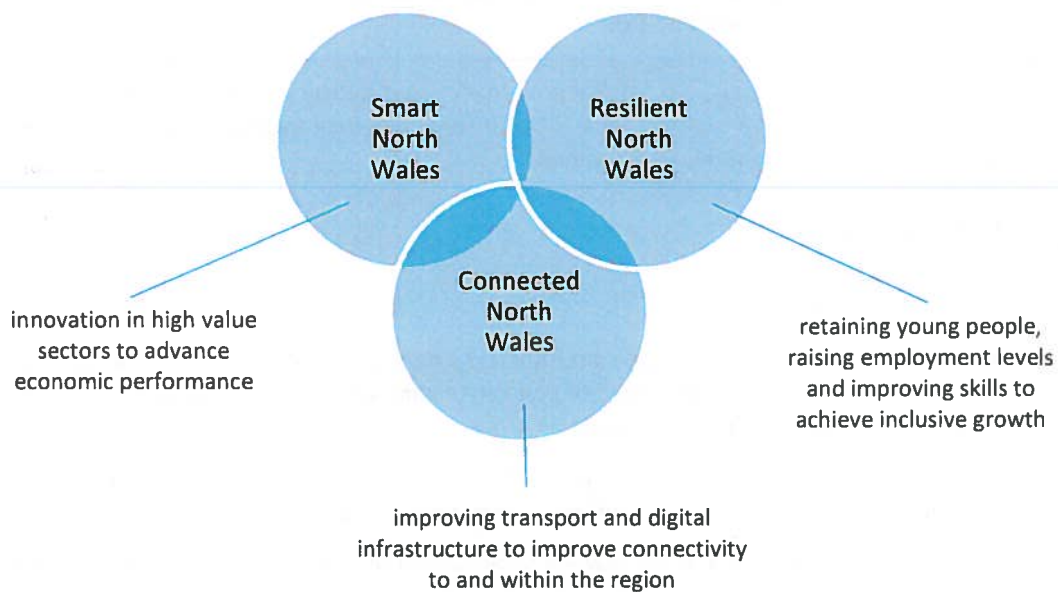 Smart
North
Wales
Resilient
North
Wales
Connected
North
Wales
innovation in high value
sectors to advance
economic performance
retaining young people,
raising employment levels
and improving skills to
achieve inclusive growth
improving transport and digital
infrastructure to improve connectivity
to and within the region